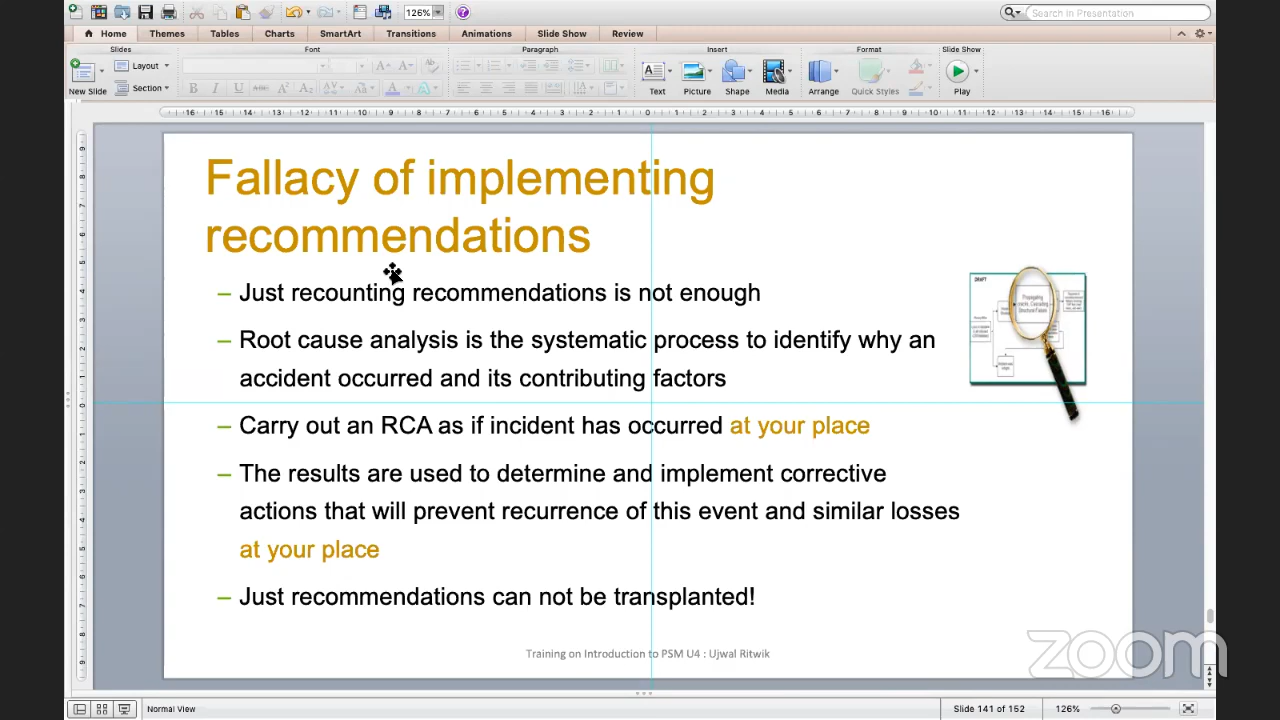 126%
Search in Presentation
Home Themes Tables Charts SmartArt Transitions Animations Slide Show Review
Slides Font Paragraph Insert Format Slide Show
Layout
Section
New Slide Text Picture Shape Media Arrange Quick Styles Play
Fallacy of implementing
recommendations
– Just recounting recommendations is not enough
– Root cause analysis is the systematic process to identify why an
accident occurred and its contributing factors
– Carry out an RCA as if incident has occurred at your place
– The results are used to determine and implement corrective
actions that will prevent recurrence of this event and similar losses
at your place
– Just recommendations can not be transplanted!
DRAFT
Training on Introduction to PSM U4 : Ujwal Ritwik
zoom
Normal View Slide 141 of 152 126%